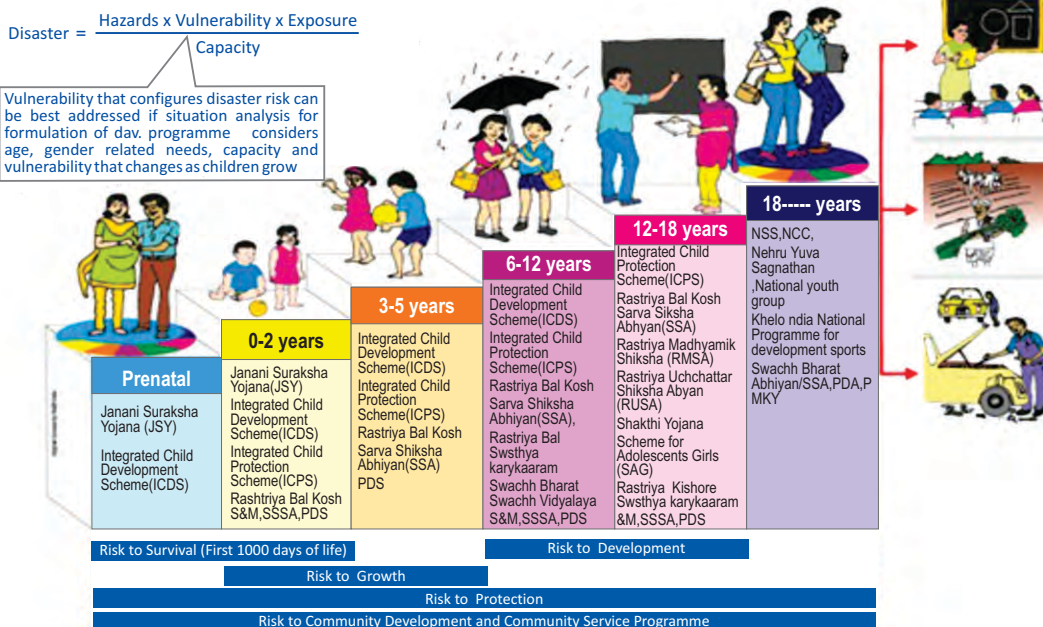 Disaster = Hazards x Vulnerability x Exposure
Capacity
Vulnerability that configures disaster risk can
be best addressed if situation analysis for
formulation of dav. programme considers
age, gender related needs, capacity and
vulnerability that changes as children grow
Prenatal
Janani Suraksha
Yojana (JSY)
Integrated Child
Development
Scheme(ICDS)
0-2 years
Janani Suraksha
Yojana(JSY)
Integrated Child
Development
Scheme(ICDS)
Integrated Child
Protection
Scheme(ICPS)
Rashtriya Bal Kosh
S&M,SSSA,PDS
3-5 years
Integrated Child
Development
Scheme(ICDS)
Integrated Child
Protection
Scheme(ICPS)
Rastriya Bal Kosh
Sarva Shiksha
Abhiyan(SSA)
PDS
6-12 years
Integrated Child
Development
Scheme(ICDS)
Integrated Child
Protection
Scheme(ICPS)
Rastriya Bal Kosh
Sarva Shiksha
Abhiyan(SSA),
Rastriya Bal
Swsthya
karykaaram
Swachh Bharat
Swachh Vidyalaya
S&M,SSSA,PDS
12-18 years
Integrated Child
Protection
Scheme(ICPS)
Rastriya Bal Kosh
Sarva Siksha
Abhyan(SSA)
Rastriya Madhyamik
Shiksha (RMSA)
Rastriya Uchchattar
Shiksha Abyan
(RUSA)
Shakthi Yojana
Scheme for
Adolescents Girls
(SAG)
Rastriya Kishore
Swsthya karykaaram
&M,SSSA,PDS
18----- years
NSS,NCC,
Nehru Yuva
Sagnathan
,National youth
group
Khelo ndia National
Programme for
development sports
Swachh Bharat
Abhiyan/SSA,PDA,P
MKY
Risk to Survival (First 1000 days of life)
Risk to Development
Risk to Growth
Risk to Protection
Risk to Community Development and Community Service Programme